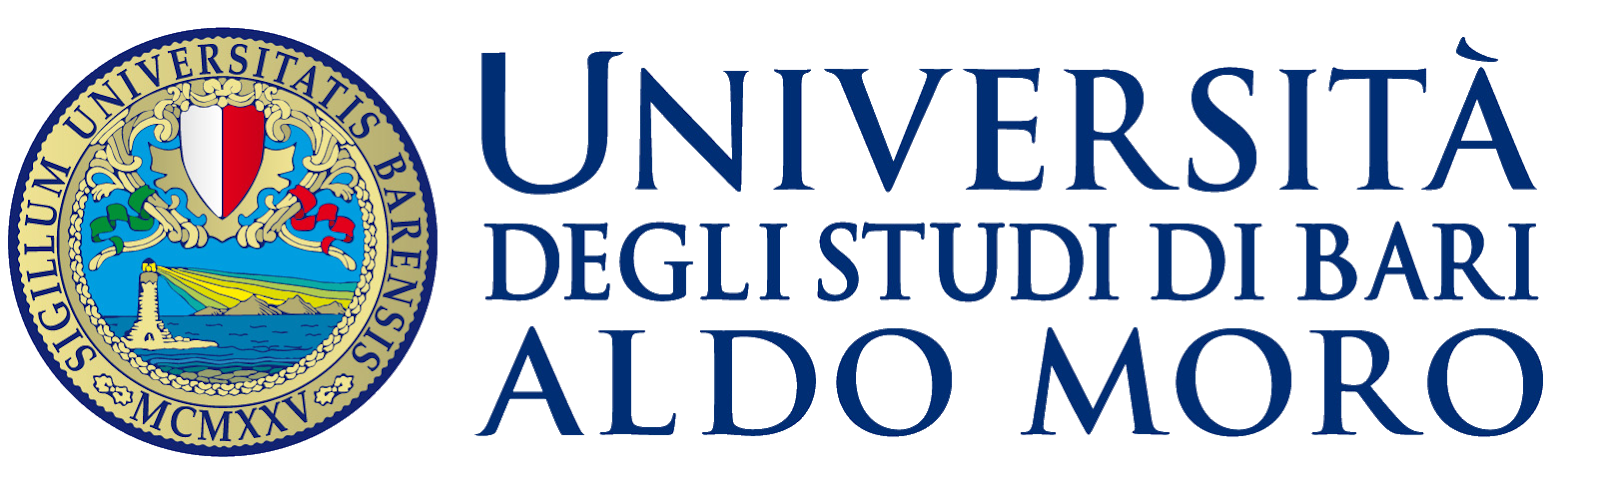 SIGILLUM UNIVERSITATIS BARENSIS
MCMXXV
UNIVERSITÀ
DEGLI STUDI DI BARI
ALDO MORO